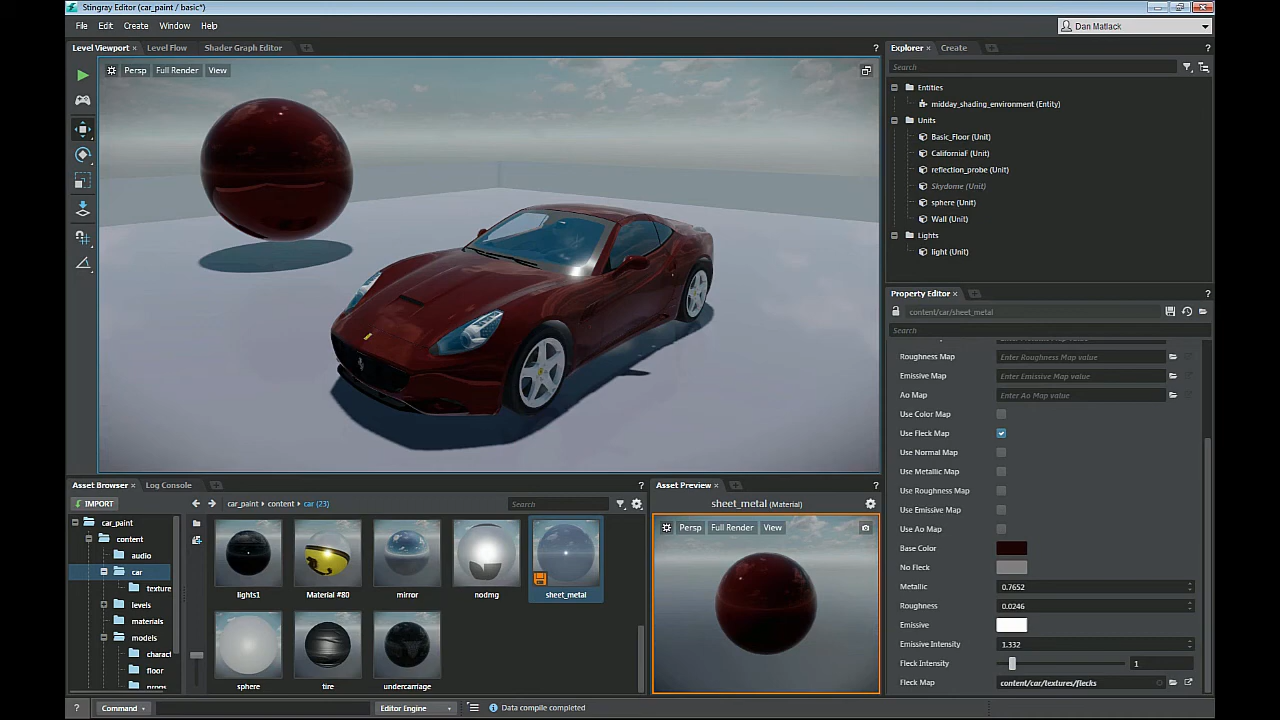 Stingray Editor (car_paint / basic*)
File Edit Create Window Help
Dan Matlack
Level Viewport Level Flow Shader Graph Editor
Persp Full Render View
Explorer Create
Search
Entities
midday_shading_environment (Entity)
Units
Basic_Floor (Unit)
CaliforniaF (Unit)
reflection_probe (Unit)
Skydome (Unit)
sphere (Unit)
Wall (Unit)
Lights
light (Unit)
Property Editor
content/car/sheet_metal
Search
Roughness Map Enter Roughness Map value
Emissive Map Enter Emissive Map value
Ao Map Enter Ao Map value
Use Color Map
Use Fleck Map
Use Normal Map
Use Metallic Map
Use Roughness Map
Use Emissive Map
Use Ao Map
Base Color
No Fleck
Metallic 0.7652
Roughness 0.0246
Emissive
Emissive Intensity 1.332
Fleck Intensity 1
Fleck Map content/car/textures/flecks
Asset Browser Log Console
IMPORT car_paint content car (23) Search
car_paint
content
audio
car
texture
levels
materials
models
charact
floor
lights1 Material #80 mirror nodmg sheet_metal
sphere tire undercarriage
Asset Preview
sheet_metal (Material)
Persp Full Render View
? Command Editor Engine Data compile completed